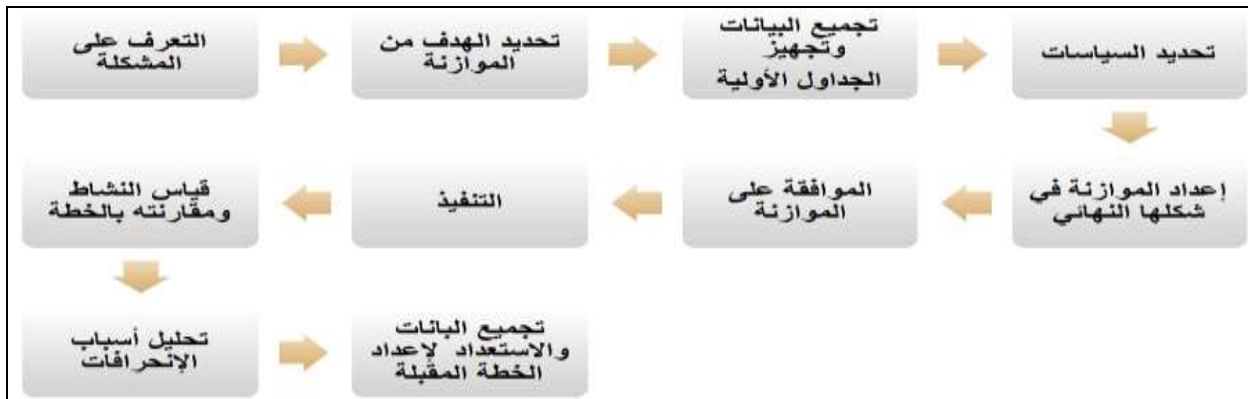 التعرف على
المشكلة
تحديد الهدف من
الموازنة
تجميع البيانات
وتجهيز
الجداول الأولية
تحديد السياسات
إعداد الموازنة في
شكلها النهائي
الموافقة على
الموازنة
التنفيذ
قياس النشاط
ومقارنته بالخطة
تحليل أسباب
الإنحرافات
تجميع البانات
والاستعداد لإعداد
الخطة المقبلة